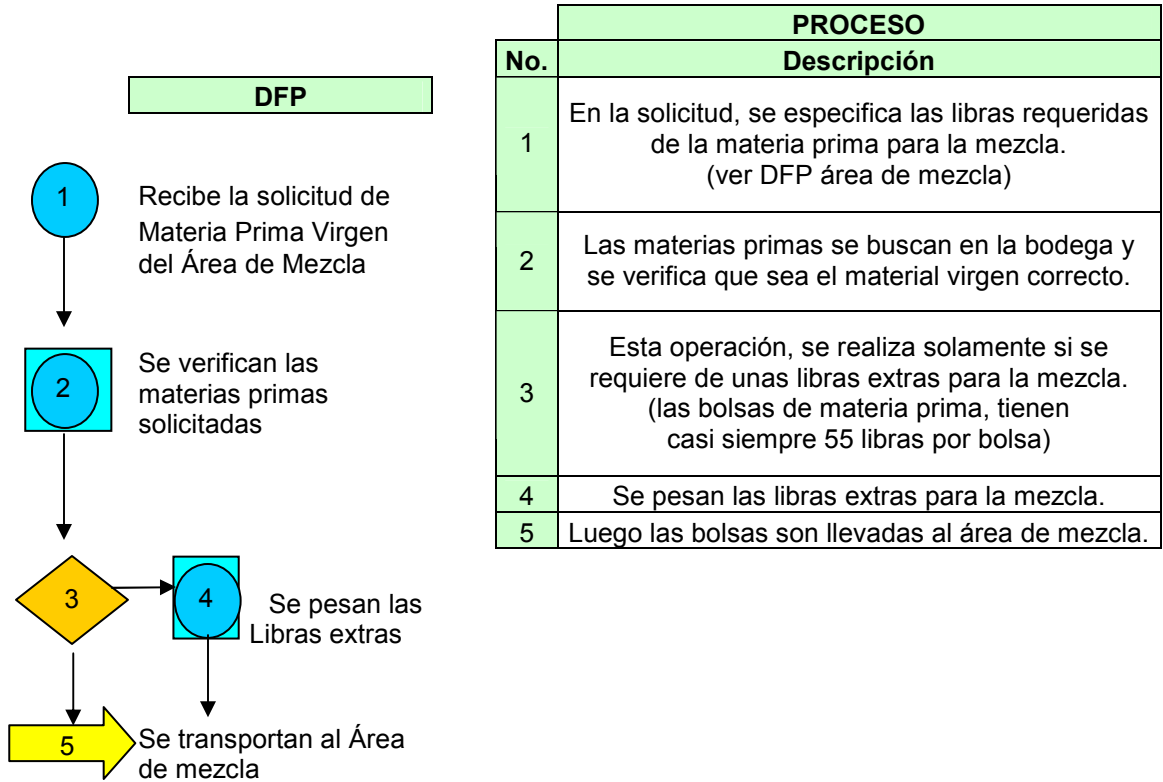 DFP
1
Recibe la solicitud de
Materia Prima Virgen
del Área de Mezcla
2
Se verifican las
materias primas
solicitadas
3
4
Se pesan las
Libras extras
5
Se transportan al Área
de mezcla
PROCESO
No. Descripción
1
En la solicitud, se especifica las libras requeridas
de la materia prima para la mezcla.
(ver DFP área de mezcla)
2
Las materias primas se buscan en la bodega y
se verifica que sea el material virgen correcto.
3
Esta operación, se realiza solamente si se
requiere de unas libras extras para la mezcla.
(las bolsas de materia prima, tienen
casi siempre 55 libras por bolsa)
4 Se pesan las libras extras para la mezcla.
5 Luego las bolsas son llevadas al área de mezcla.